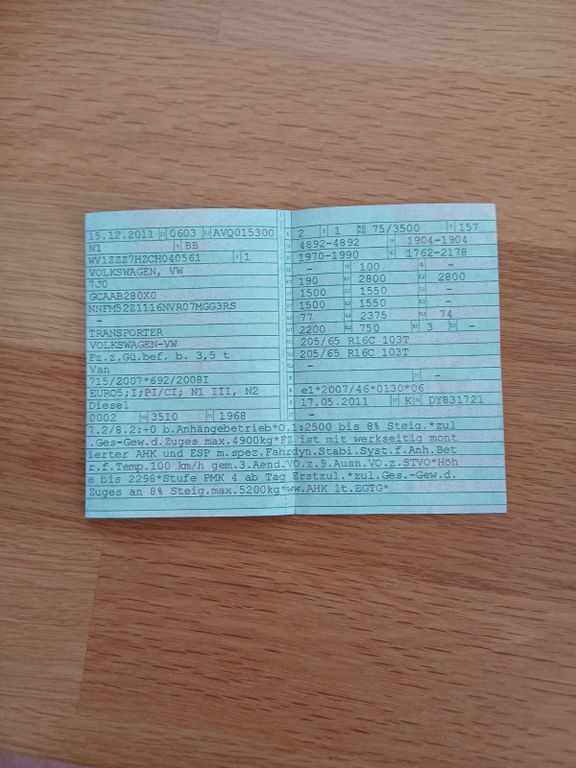 15.12.2011 0603 AVQ015300
N1 BB
WV1ZZZ7HZCH040561 1
VOLKSWAGEN, VW
7J0
GCAAB280X0
NNFM52Z1116NVR07MGG3RS
-
TRANSPORTER
VOLKSWAGEN-VW
Fz.z.Gü.bef. b. 3,5 t
Van
715/2007*692/2008I
EURO5;I;PI/CI; N1 III, N2
Diesel
0002 35I0 1968
2 1 75/3500 157
4892-4892 1904-1904
1970-1990 1762-2178
- 100 -
190 2800 2800
1500 1550 -
1500 1550 -
77 2375 74
2200 750 3 -
205/65 R16C 103T
205/65 R16C 103T
- -
e1*2007/46*0130*06
17.05.2011 K DY831721
-
7.2/8.2:+0 b.Anhängebetrieb*O.1:2500 bis 8% Steig.*zul
.Ges-Gew.d.Zuges max.4900kg*FZ ist mit werkseitig mont
ierter AHK und ESP m.spez.Fahrdyn.Stabi.Syst.f.Anh.Bet
r.f.Temp.100 km/h gem.3.Aend.VO.z.9.Ausn.VO.z.STVO*Höh
e bis 2298*Stufe PMK 4 ab Tag Erstzul.*zul.Ges.-Gew.d.
Zuges an 8% Steig.max.5200kg*ww.AHK lt.EGTG*